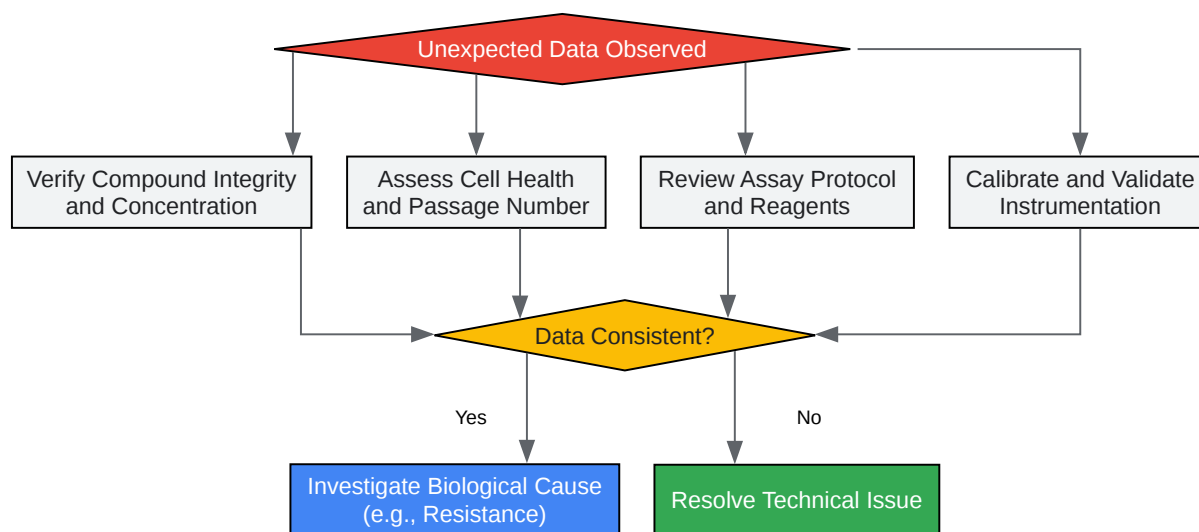 Unexpected Data Observed
Verify Compound Integrity
and Concentration
Assess Cell Health
and Passage Number
Review Assay Protocol
and Reagents
Calibrate and Validate
Instrumentation
Data Consistent?
Yes
No
Investigate Biological Cause
(e.g., Resistance)
Resolve Technical Issue